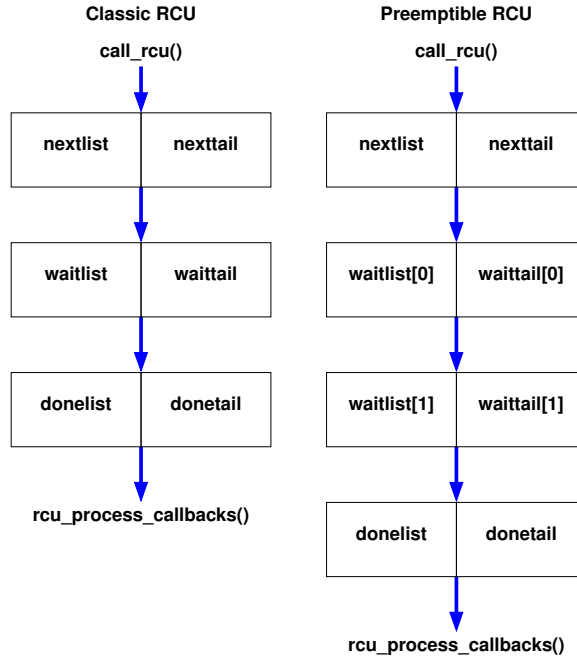 Classic RCU
call_rcu()
nextlist nexttail
waitlist waittail
donelist donetail
rcu_process_callbacks()
Preemptible RCU
call_rcu()
nextlist nexttail
waitlist[0] waittail[0]
waitlist[1] waittail[1]
donelist donetail
rcu_process_callbacks()